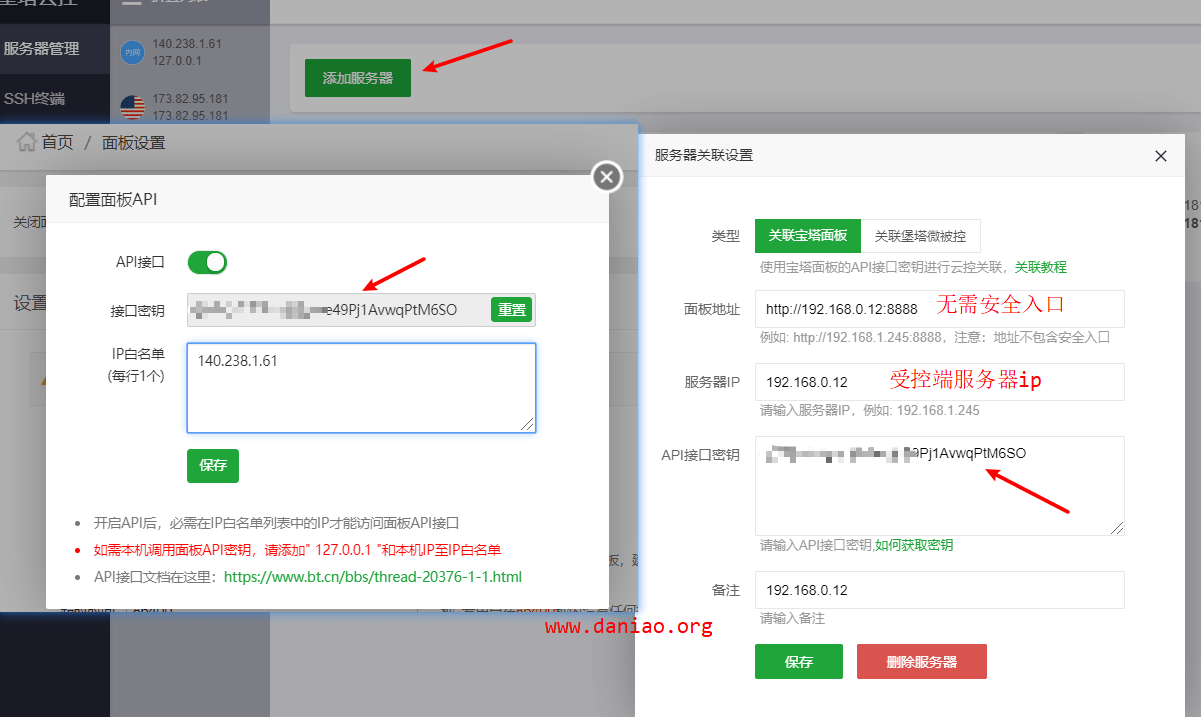 服务器管理
SSH终端
内网
140.238.1.61
127.0.0.1
173.82.95.181
173.82.95.181
添加服务器
首页 / 面板设置
配置面板API
API接口
接口密钥
e49Pj1AvwqPtM6SO
重置
IP白名单
(每行1个)
140.238.1.61
保存
开启API后，必需在IP白名单列表中的IP才能访问面板API接口
如需本机调用面板API密钥，请添加" 127.0.0.1 "和本机IP至IP白名单
API接口文档在这里：https://www.bt.cn/bbs/thread-20376-1-1.html
设置
www.daniao.org
服务器关联设置
类型
关联宝塔面板
关联堡塔微被控
使用宝塔面板的API接口密钥进行云控关联，关联教程
面板地址
http://192.168.0.12:8888 无需安全入口
例如: http://192.168.1.245:8888，注意：地址不包含安全入口
服务器IP
192.168.0.12 受控端服务器ip
请输入服务器IP，例如: 192.168.1.245
API接口密钥
9Pj1AvwqPtM6SO
请输入API接口密钥,如何获取密钥
备注
192.168.0.12
请输入备注
保存
删除服务器